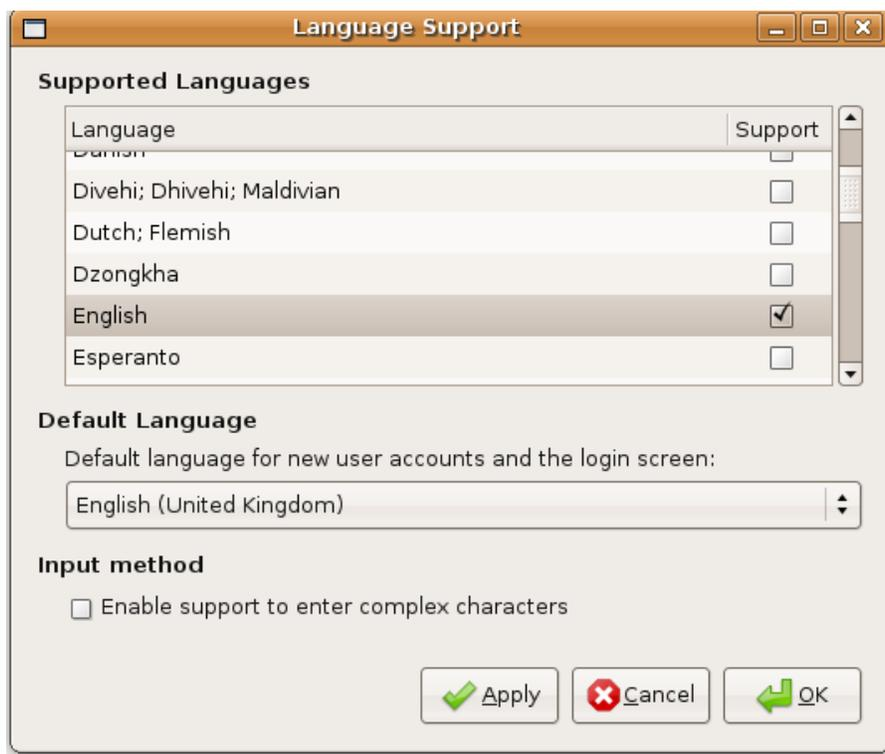 Language Support
Supported Languages
Language Support
Danish
Divehi; Dhivehi; Maldivian
Dutch; Flemish
Dzongkha
English
Esperanto
Default Language
Default language for new user accounts and the login screen:
English (United Kingdom)
Input method
Enable support to enter complex characters
Apply Cancel OK